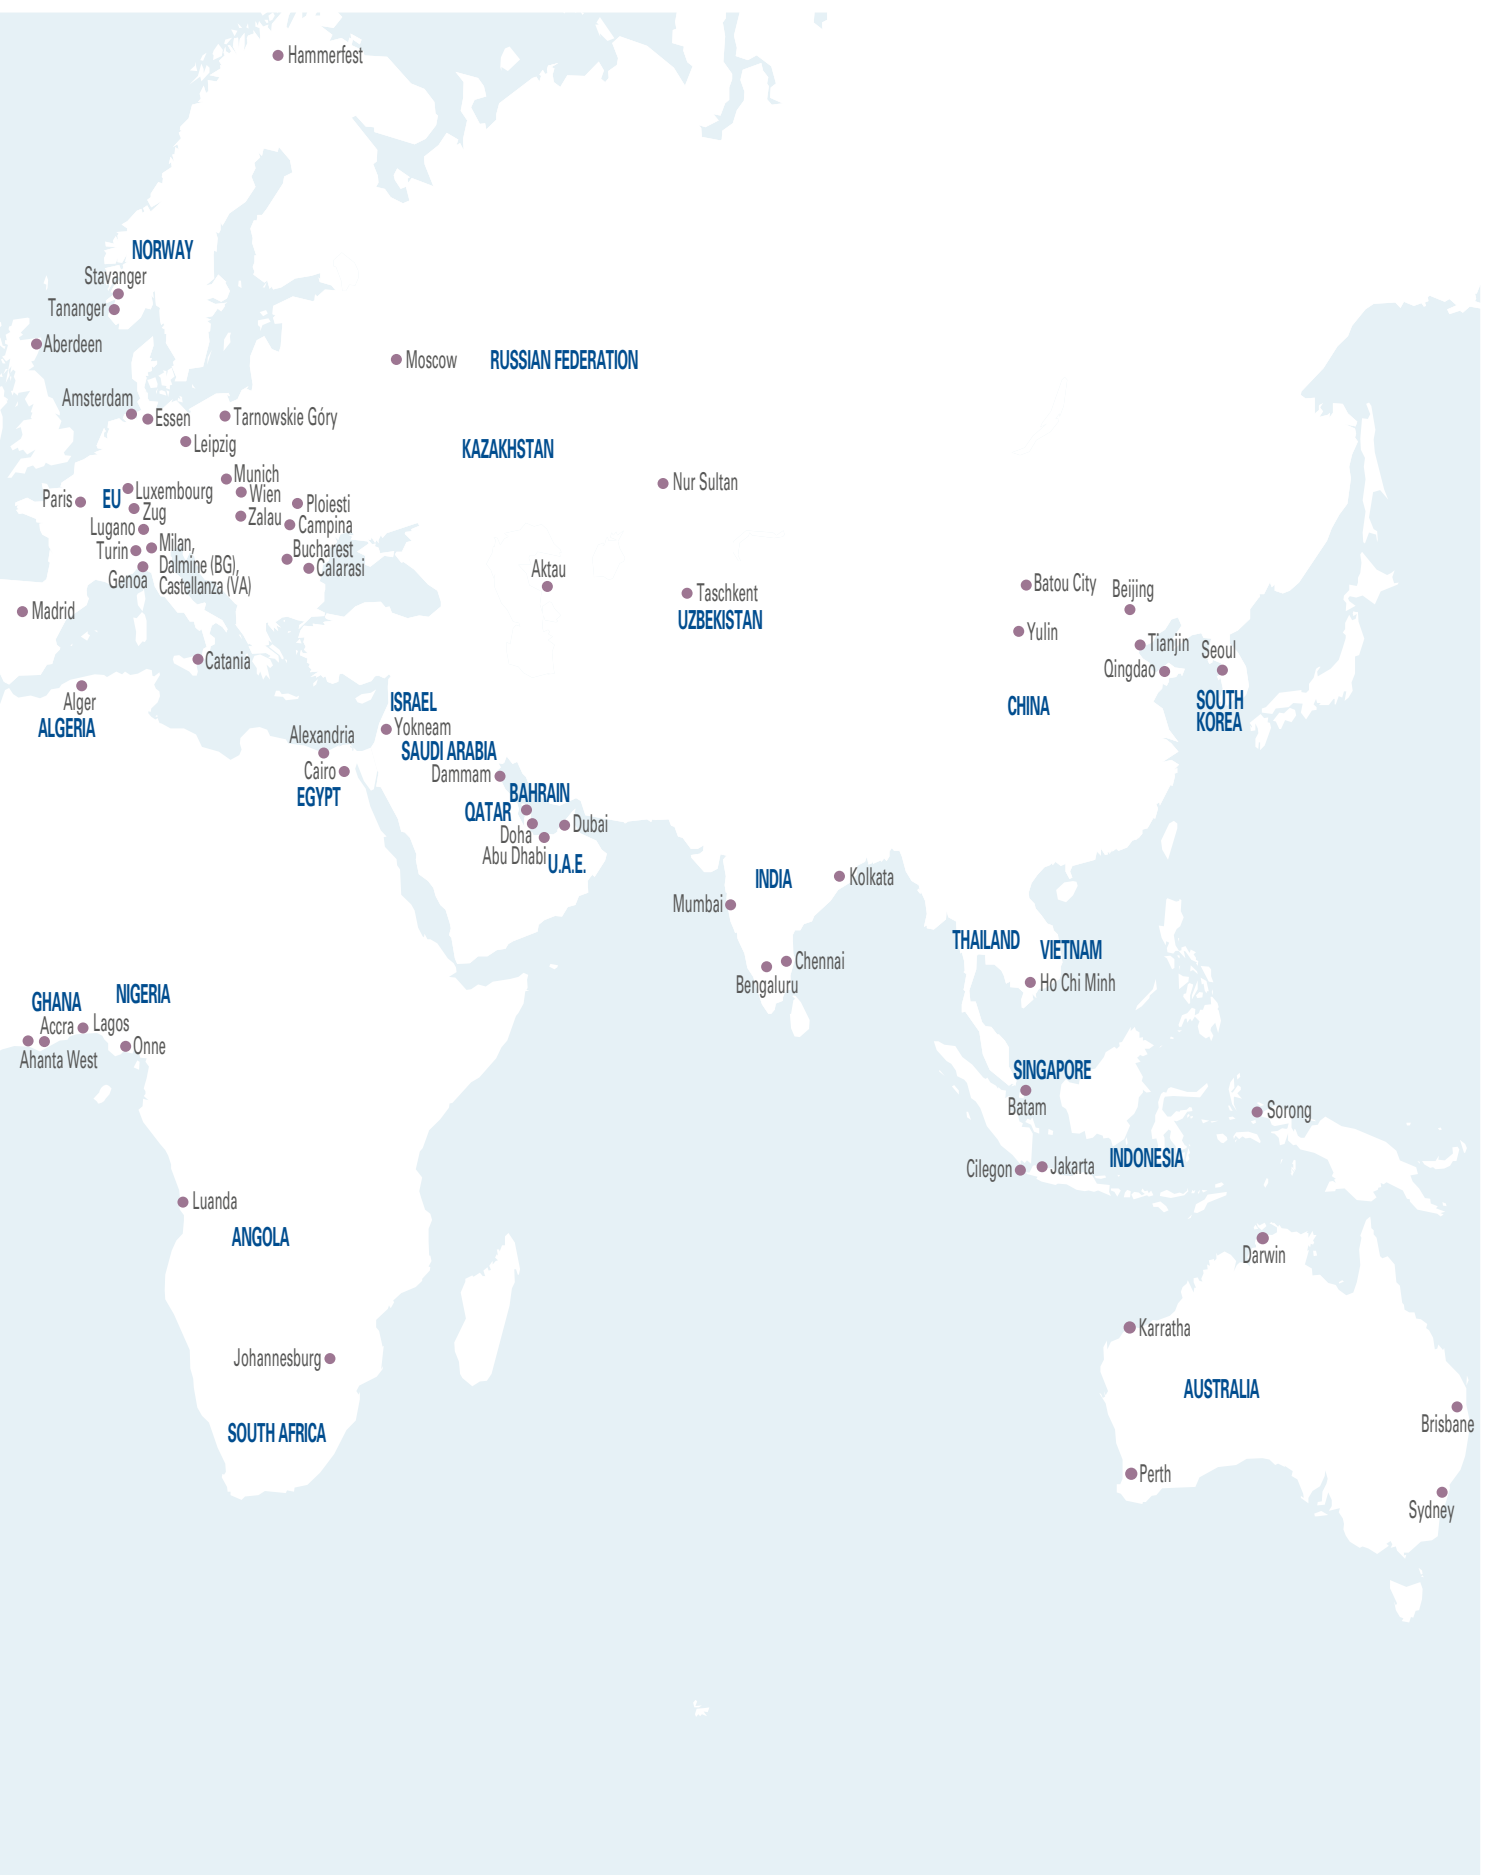 Hammerfest
NORWAY
Stavanger
Tananger
Aberdeen
Moscow
RUSSIAN FEDERATION
Amsterdam
Essen
Tarnowskie Góry
Leipzig
KAZAKHSTAN
Nur Sultan
Munich
Luxembourg
Wien
Paris
EU
Zug
Zalau
Ploiesti
Campina
Lugano
Turin
Milan,
Dalmine (BG),
Castellanza (VA)
Genoa
Bucharest
Calarasi
Aktau
Taschkent
UZBEKISTAN
Batou City
Beijing
Madrid
Yulin
Tianjin
Seoul
Catania
Qingdao
Alger
ALGERIA
ISRAEL
CHINA
SOUTH
KOREA
Yokneam
Alexandria
SAUDI ARABIA
Cairo
Dammam
EGYPT
BAHRAIN
QATAR
Doha
Dubai
Abu Dhabi
U.A.E.
INDIA
Kolkata
Mumbai
THAILAND
VIETNAM
Chennai
Bengaluru
Ho Chi Minh
NIGERIA
GHANA
Accra
Lagos
Onne
Ahanta West
SINGAPORE
Batam
Sorong
INDONESIA
Cilegon
Jakarta
Luanda
ANGOLA
Darwin
Karratha
Johannesburg
AUSTRALIA
Brisbane
SOUTH AFRICA
Perth
Sydney